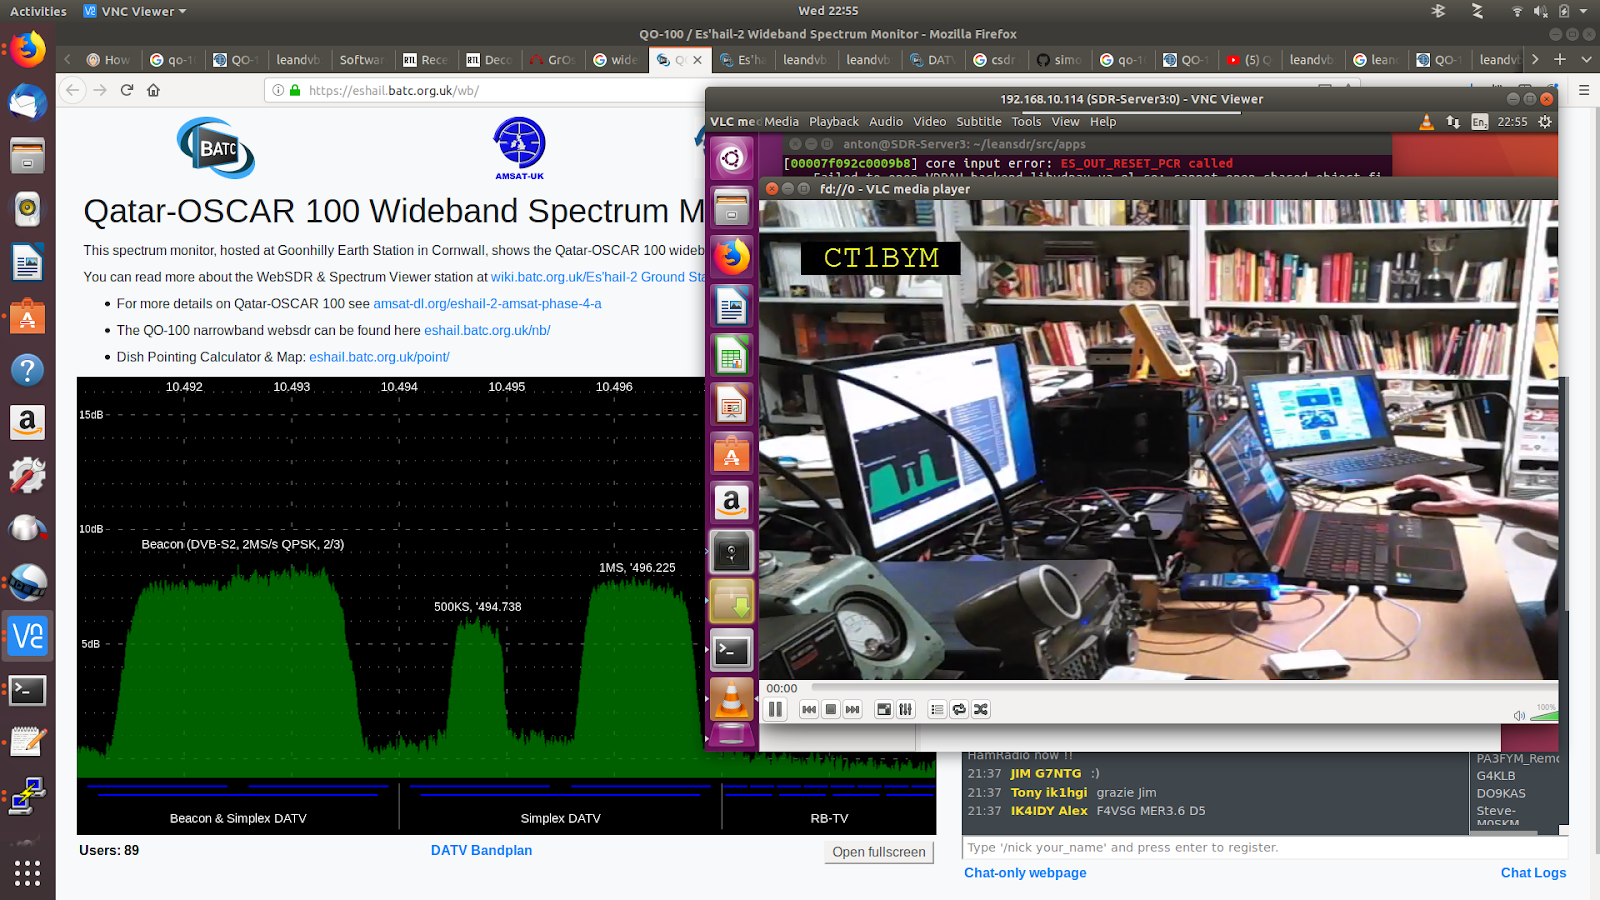 Activities
VNC Viewer
Wed 22:55
QO-100 / Es'hail-2 Wideband Spectrum Monitor - Mozilla Firefox
How
qo-1
QO-1
leandvb
Softwar
RTL Rece
RTL Deco
GrOs
wide
Es'ha
leandvb
leandvb
DATV
csdr
simo
qo-10
QO-1
(5) Q
leandvb
lean
QO-1
leandvb
https://eshail.batc.org.uk/wb/
BATC
AMSAT-UK
Qatar-OSCAR 100 Wideband Spectrum M
This spectrum monitor, hosted at Goonhilly Earth Station in Cornwall, shows the Qatar-OSCAR 100 wideb
You can read more about the WebSDR & Spectrum Viewer station at wiki.batc.org.uk/Es'hail-2 Ground Sta
For more details on Qatar-OSCAR 100 see amsat-dl.org/eshail-2-amsat-phase-4-a
The QO-100 narrowband websdr can be found here eshail.batc.org.uk/nb/
Dish Pointing Calculator & Map: eshail.batc.org.uk/point/
10.492 10.493 10.494 10.495 10.496
15dB
10dB
Beacon (DVB-S2, 2MS/s QPSK, 2/3)
1MS, '496.225
500KS, '494.738
5dB
Beacon & Simplex DATV
Simplex DATV
RB-TV
Users: 89
DATV Bandplan
Open fullscreen
192.168.10.114 (SDR-Server3:0) - VNC Viewer
VLC me Media Playback Audio Video Subtitle Tools View Help
En 22:55
anton@SDR-Server3: ~/leansdr/src/apps
[00007f092c0009b8] core input error: ES_OUT_RESET_PCR called
fd://0 - VLC media player
CT1BYM
00:00
100%
HamRadio now !!
21:37 JIM G7NTG :)
21:37 Tony ik1hgi grazie Jim
21:37 IK4IDY Alex F4VSG MER3.6 D5
PA3FYM_Remo
G4KLB
DO9KAS
Steve-
M0SKM
Type '/nick your_name' and press enter to register.
Chat-only webpage
Chat Logs